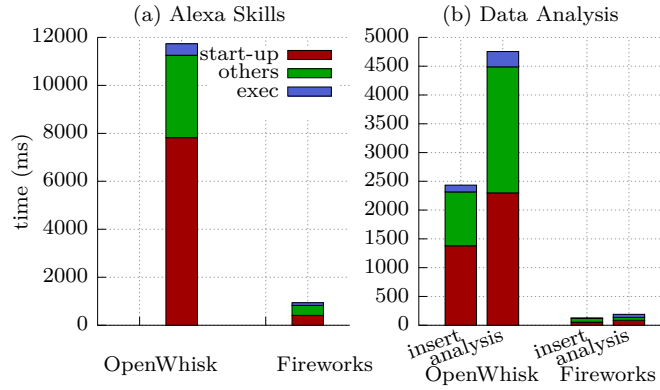 (a) Alexa Skills
12000
10000
8000
6000
4000
2000
0
time (ms)
start-up
others
exec
OpenWhisk
Fireworks
(b) Data Analysis
5000
4500
4000
3500
3000
2500
2000
1500
1000
500
0
insert
analysis
insert
analysis
OpenWhisk
Fireworks